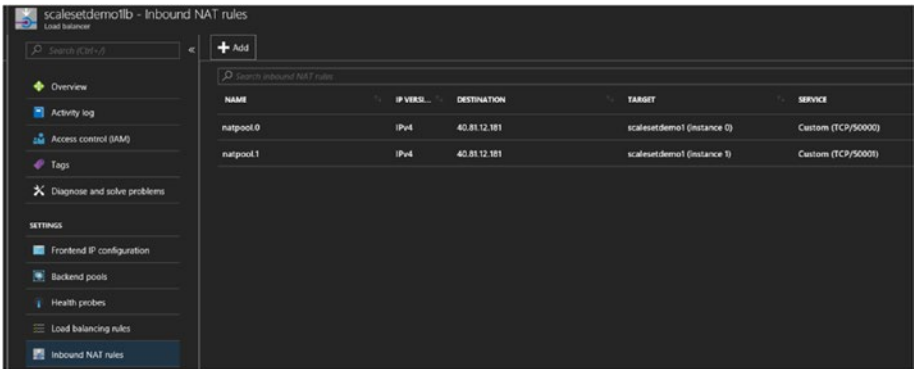 scalesetdemo1lb - Inbound NAT rules
Load balancer
Search (Ctrl+/)
«
+ Add
Search inbound NAT rules
Overview
Activity log
Access control (IAM)
Tags
Diagnose and solve problems
SETTINGS
Frontend IP configuration
Backend pools
Health probes
Load balancing rules
Inbound NAT rules
NAME IP VERSI... DESTINATION TARGET SERVICE
natpool.0 IPv4 40.81.12.181 scalesetdemo1 (instance 0) Custom (TCP/50000)
natpool.1 IPv4 40.81.12.181 scalesetdemo1 (instance 1) Custom (TCP/50001)